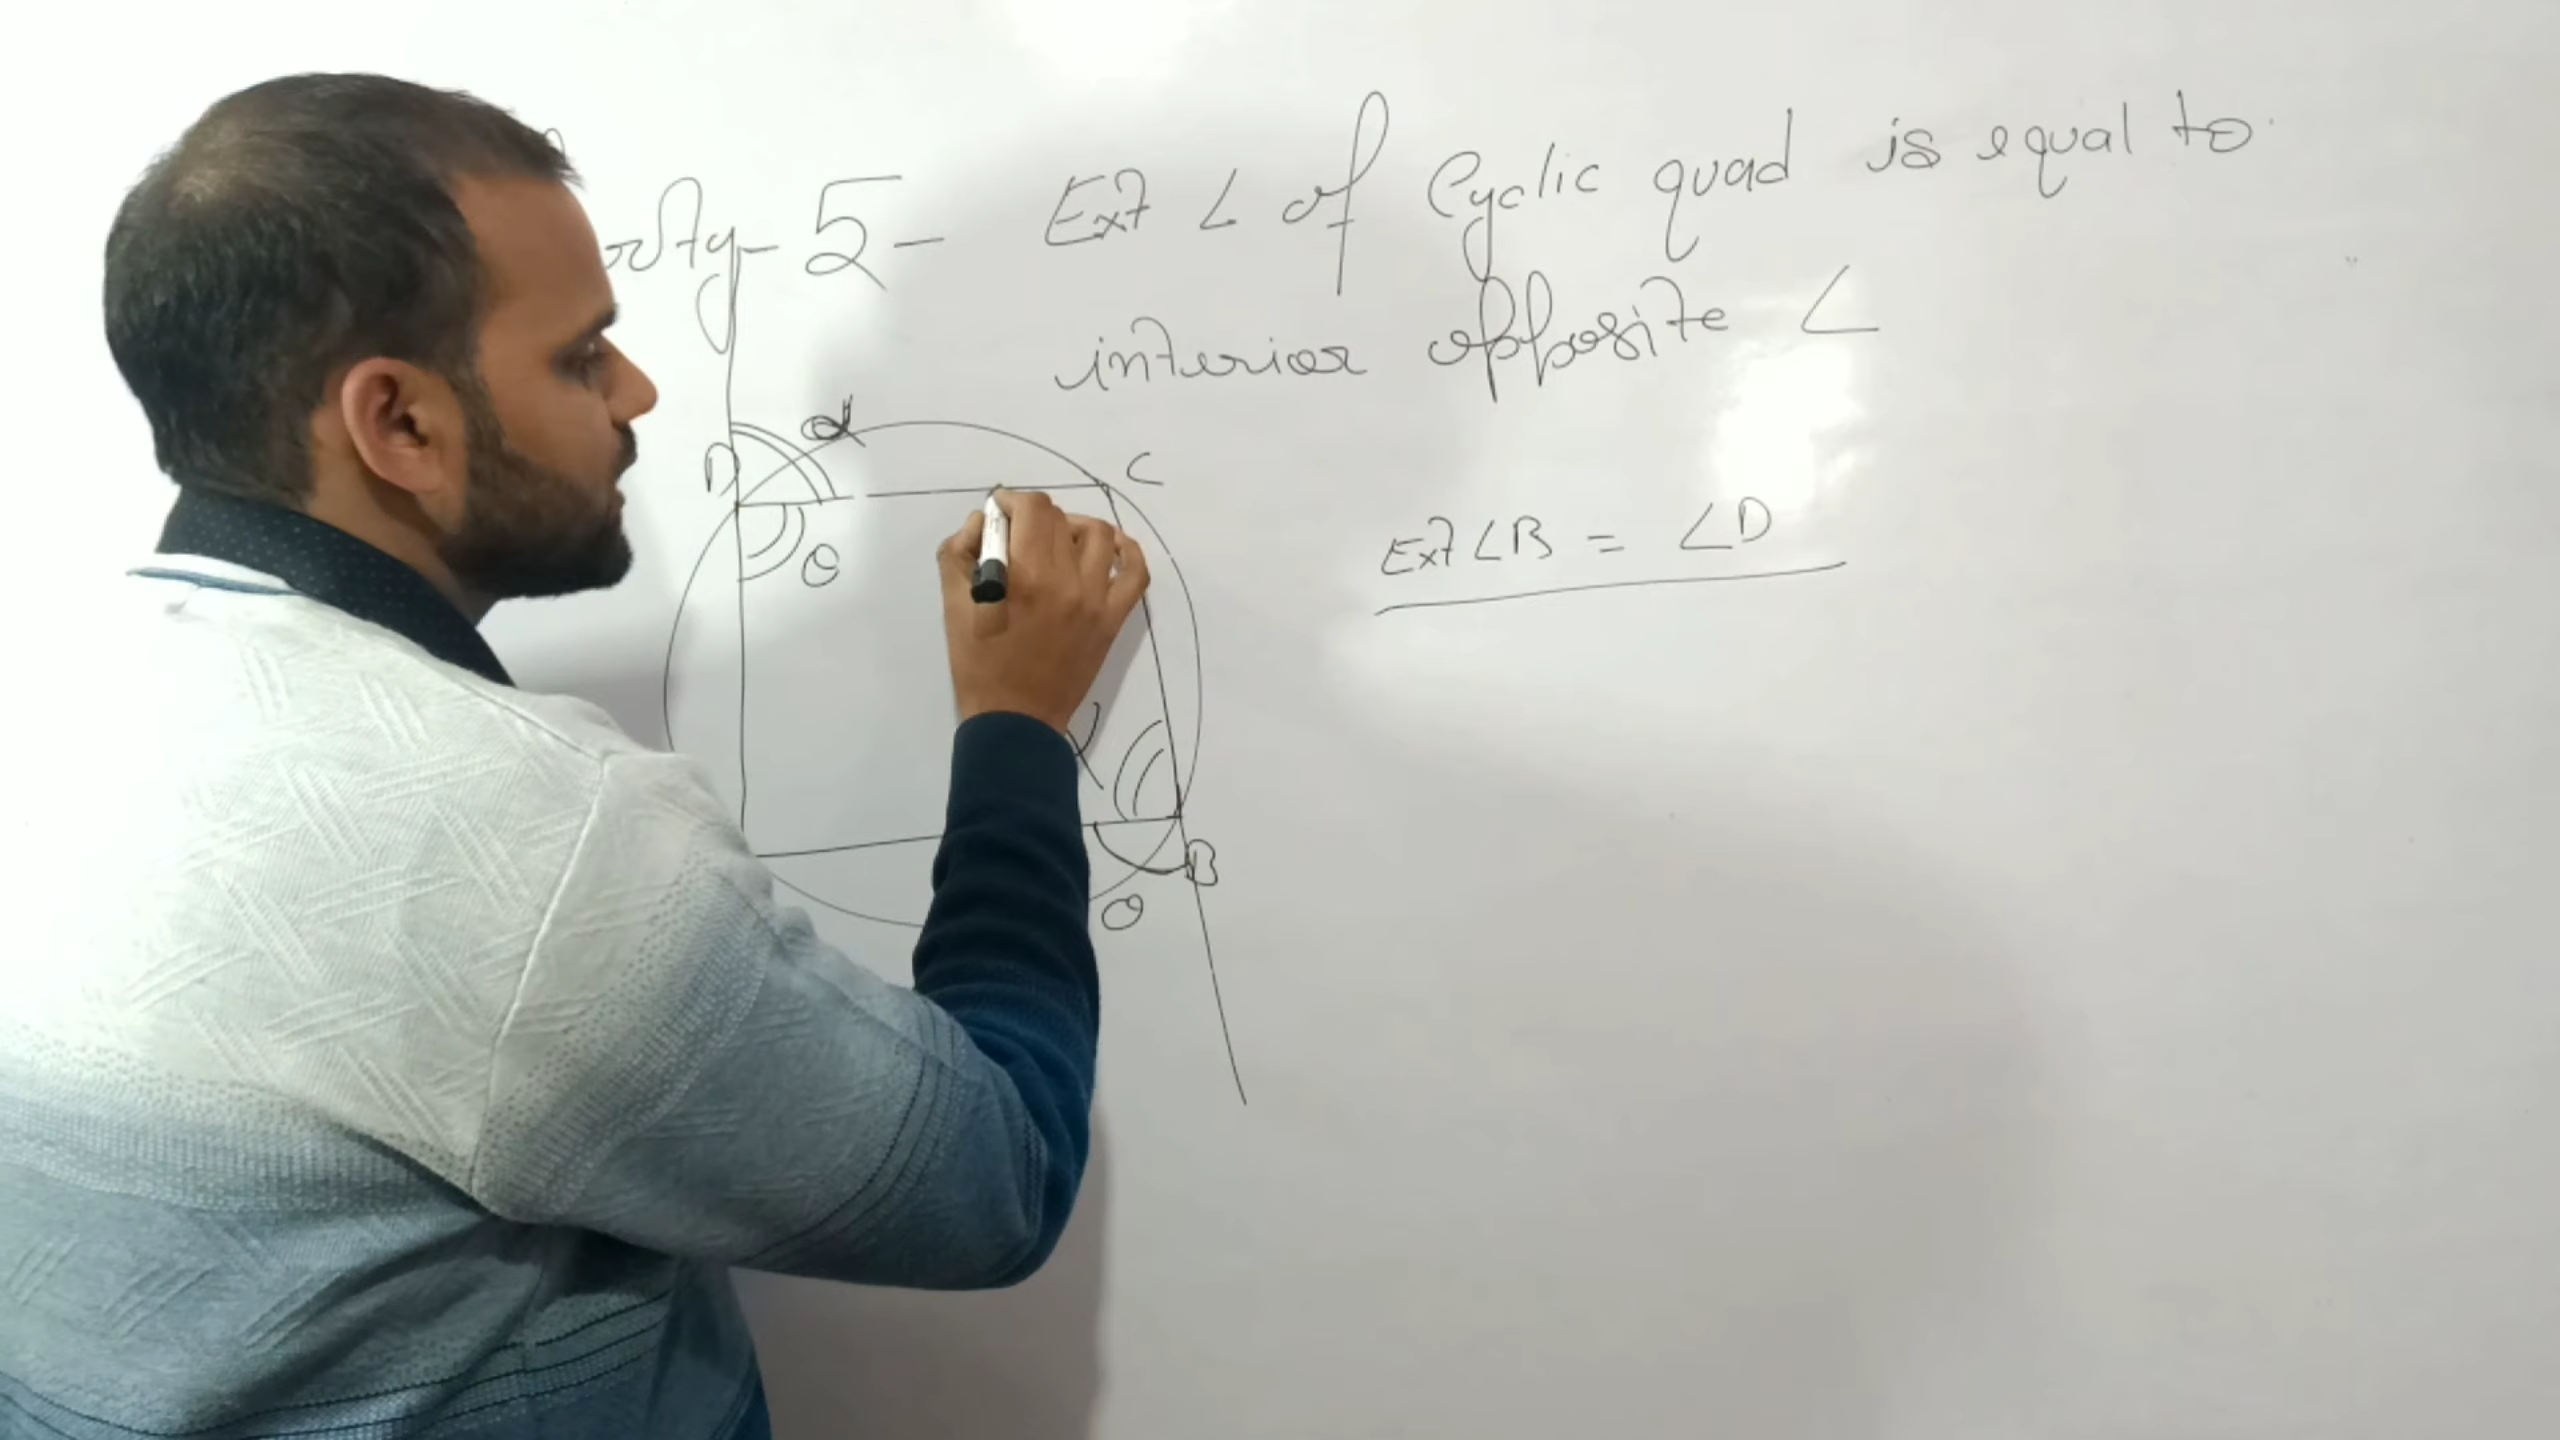 5 - Ext ∠ of Cyclic quad is equal to
interior opposite ∠
α
D
C
θ
Ext ∠B = ∠D
α
B
θ